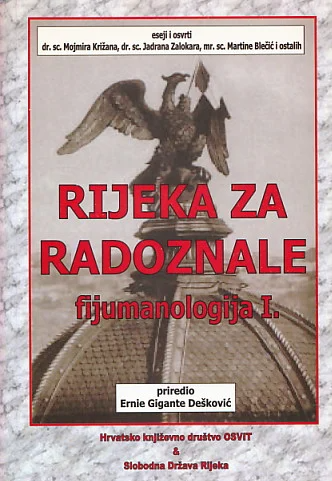 eseji i osvrti
dr. sc. Mojmira Križana, dr. sc. Jadrana Zalokara, mr. sc. Martine Blečić i ostalih
RIJEKA ZA
RADOZNALE
fijumanologija I.
priredio
Ernie Gigante Dešković
Hrvatsko književno društvo OSVIT
&
Slobodna Država Rijeka